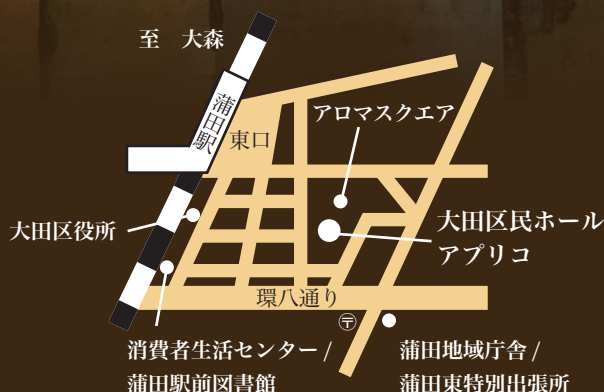 至　大森
蒲田駅
東口
アロマスクエア
大田区役所
大田区民ホール
アプリコ
環八通り
〒
消費者生活センター /
蒲田駅前図書館
蒲田地域庁舎 /
蒲田東特別出張所